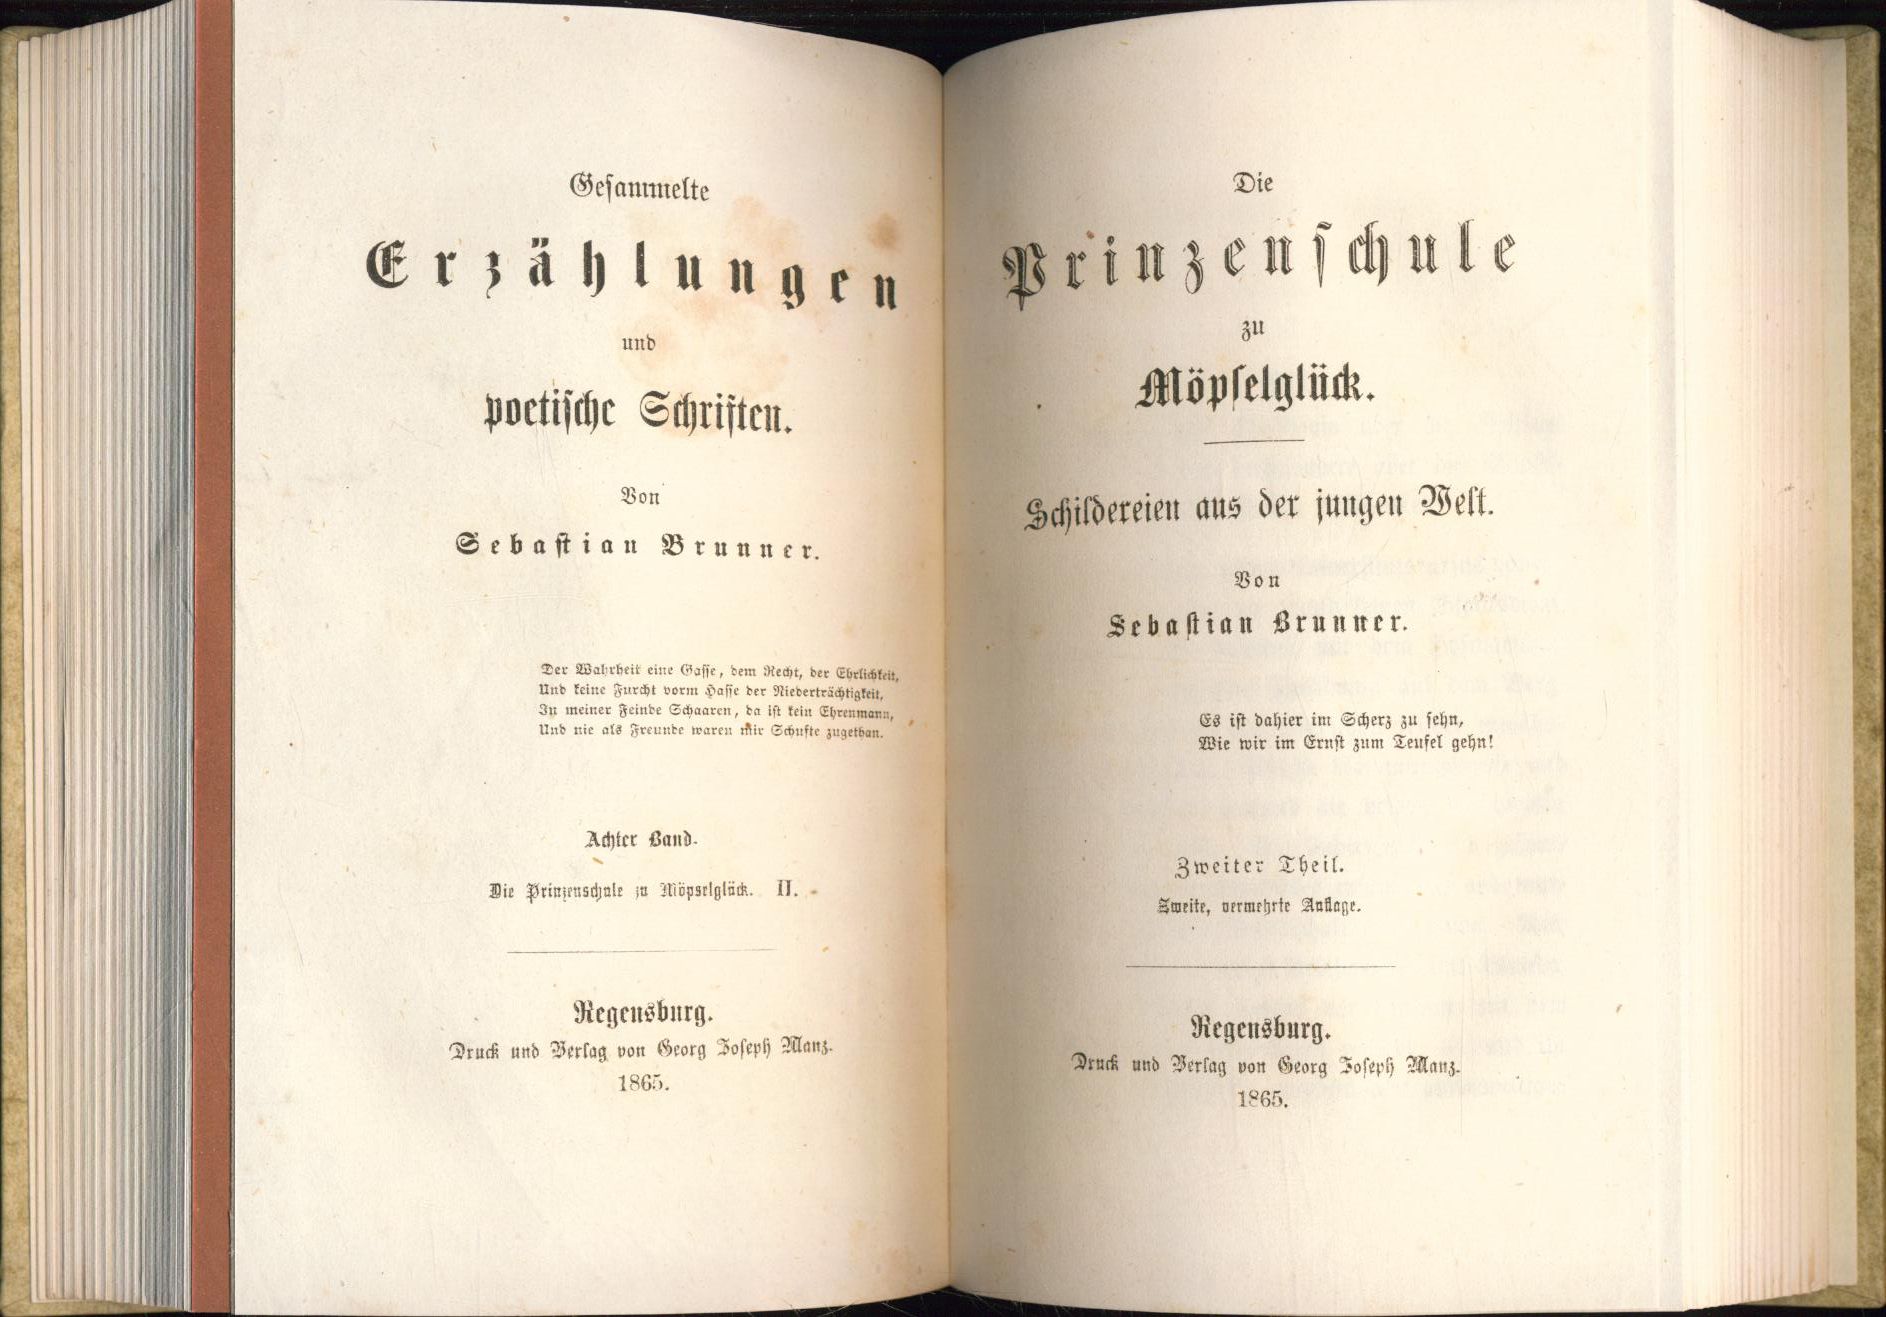 Gesammelte
Erzählungen
und
poetische Schriften.
Von
Sebastian Brunner.
Der Wahrheit eine Gasse, dem Recht, der Ehrlichkeit,
Und keine Furcht vorm Hasse der Niederträchtigkeit,
In meiner Feinde Schaaren, da ist kein Ehrenmann,
Und nie als Freunde waren mir Schufte zugethan.
Achter Band.
Die Prinzenschule zu Möpselglück. II.
Regensburg.
Druck und Verlag von Georg Joseph Manz.
1865.
Die
Prinzenschule
zu
Möpselglück.
Schildereien aus der jungen Welt.
Von
Sebastian Brunner.
Es ist dahier im Scherz zu sehn,
Wie wir im Ernst zum Teufel gehn!
Zweiter Theil.
Zweite, vermehrte Auflage.
Regensburg.
Druck und Verlag von Georg Joseph Manz.
1865.